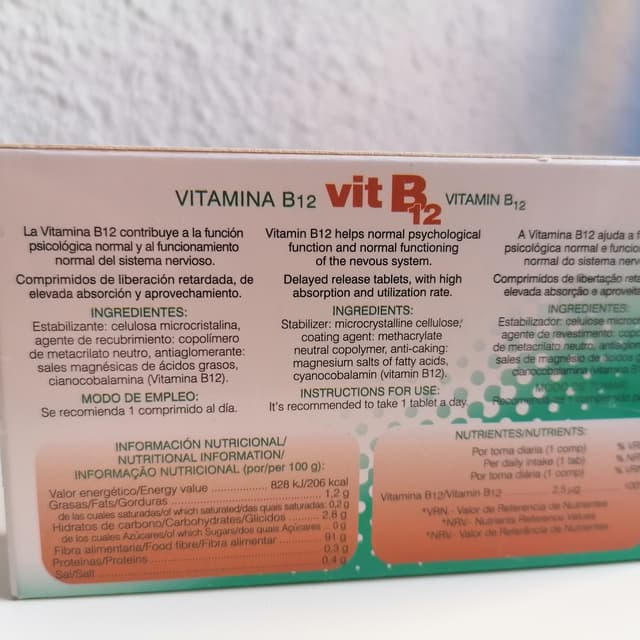 VITAMINA B12 vit B12 VITAMIN B12
La Vitamina B12 contribuye a la función
psicológica normal y al funcionamiento
normal del sistema nervioso.
Comprimidos de liberación retardada, de
elevada absorción y aprovechamiento.
INGREDIENTES:
Estabilizante: celulosa microcristalina,
agente de recubrimiento: copolímero
de metacrilato neutro, antiaglomerante:
sales magnésicas de ácidos grasos,
cianocobalamina (Vitamina B12).
MODO DE EMPLEO:
Se recomienda 1 comprimido al día.
Vitamin B12 helps normal psychological
function and normal functioning
of the nevous system.
Delayed release tablets, with high
absorption and utilization rate.
INGREDIENTS:
Stabilizer: microcrystalline cellulose,
coating agent: methacrylate
neutral copolymer, anti-caking:
magnesium salts of fatty acids,
cyanocobalamin (vitamin B12).
INSTRUCTIONS FOR USE:
It's recommended to take 1 tablet a day.
A Vitamina B12 ajuda a
psicológica normal e
normal do sistema
Comprimidos de libertação
elevada absorção e
INGREDIENTES:
Estabilizador: celulose
agente de revestimento:
de metacrilato neutro,
sales de magnésio de ácidos
cianocobalamina (vitamina B12).
INFORMACIÓN NUTRICIONAL/
NUTRITIONAL INFORMATION/
INFORMAÇÃO NUTRICIONAL (por/per 100 g):
Valor energético/Energy value 828 kJ/206 kcal
Grasas/Fats/Gorduras 1,2 g
de las cuales saturadas/of which saturated/das quais saturadas: 0,2 g
Hidratos de carbono/Carbohydrates/Glícidos 2,8 g
de los cuales Azúcares/of which Sugars/dos quais Açúcares 0 g
Fibra alimentaria/Food fibre/Fibra alimentar 91 g
Proteínas/Proteins 0,3 g
Sal/Salt 0,4 g
NUTRIENTES/NUTRIENTS:
Por toma diaria (1 comp)
Per daily intake (1 tab)
Por toma diária (1 comp)
Vitamina B12/Vitamin B12 2,5 µg
*VRN- Valor de Referencia de Nutrientes
*NRV- Nutrients Reference Values
*NRV- Valor de Referência de Nutrientes